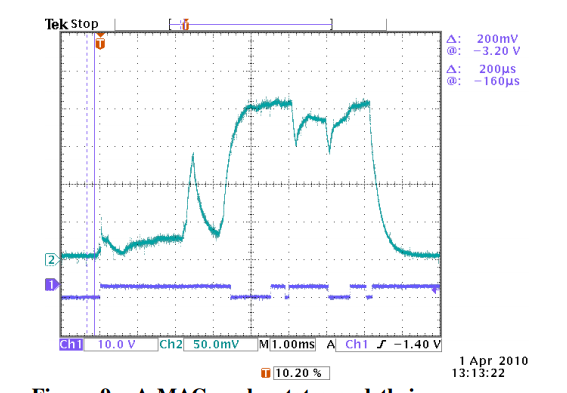 Tek Stop
T
T
Δ: 200mV
@: −3.20 V
Δ: 200µs
@: −160µs
2
1
Ch1 10.0 V Ch2 50.0mV M 1.00ms A Ch1 ʃ −1.40 V
T 10.20 %
1 Apr 2010
13:13:22